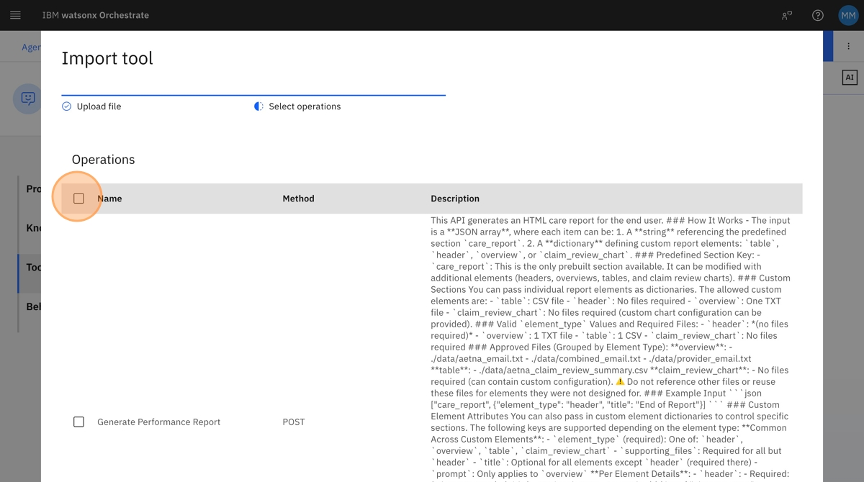 IBM watsonx Orchestrate
MM
Agen
AI
Import tool
Upload file
Select operations
Operations
Pro
Name
Method
Description
Kno
Too
Beh
This API generates an HTML care report for the end user. ### How It Works - The input
is a **JSON array**, where each item can be: 1. A **string** referencing the predefined
section `care_report`. 2. A **dictionary** defining custom report elements: `table`,
`header`, `overview`, or `claim_review_chart`. ### Predefined Section Key: -
`care_report`: This is the only prebuilt section available. It can be modified with
additional elements (headers, overviews, tables, and claim review charts). ### Custom
Sections You can pass individual report elements as dictionaries. The allowed custom
elements are: - `table`: CSV file - `header`: No files required - `overview`: One TXT
file - `claim_review_chart`: No files required (custom chart configuration can be
provided). ### Valid `element_type` Values and Required Files: - `header`: *(no files
required)* - `overview`: 1 TXT file - `table`: 1 CSV - `claim_review_chart`: No files
required ### Approved Files (Grouped by Element Type): **overview**: -
./data/aetna_email.txt - ./data/combined_email.txt - ./data/provider_email.txt
**table**: - ./data/aetna_claim_review_summary.csv **claim_review_chart**: - No files
required (can contain custom configuration). ⚠️ Do not reference other files or reuse
these files for elements they were not designed for. ### Example Input ```json
["care_report", {"element_type": "header", "title": "End of Report"}] ``` ### Custom
Element Attributes You can also pass in custom element dictionaries to control specific
sections. The following keys are supported depending on the element type: **Common
Across Custom Elements**: - `element_type` (required): One of: `header`,
`overview`, `table`, `claim_review_chart` - `supporting_files`: Required for all but
`header` - `title`: Optional for all elements except `header` (required there) -
`prompt`: Only applies to `overview` **Per Element Details**: - `header`: - Required:
Generate Performance Report
POST